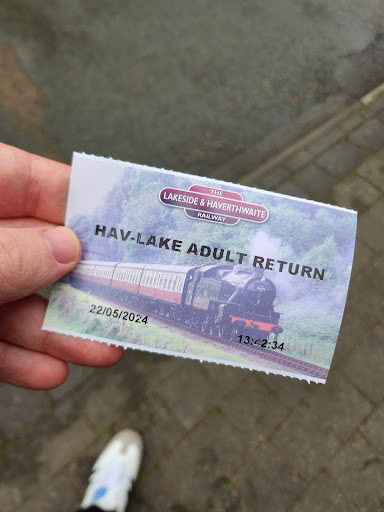 THE
LAKESIDE & HAVERTHWAITE
RAILWAY
HAV-LAKE ADULT RETURN
22/05/2024
13:42:34